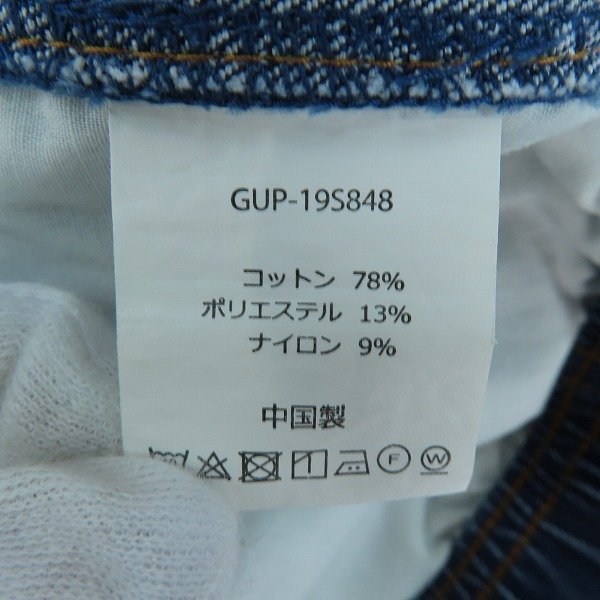 GUP-19S848
コットン 78%
ポリエステル 13%
ナイロン 9%
中国製
F W